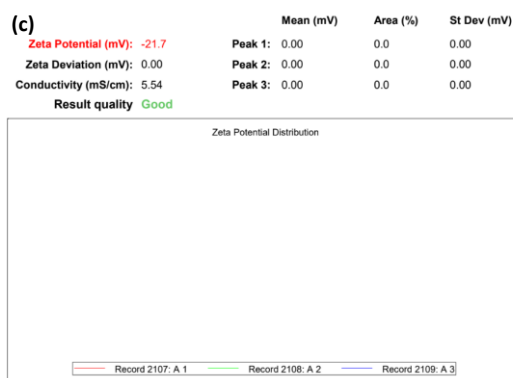 (c)
Mean (mV) Area (%) St Dev (mV)
Zeta Potential (mV): -21.7 Peak 1: 0.00 0.0 0.00
Zeta Deviation (mV): 0.00 Peak 2: 0.00 0.0 0.00
Conductivity (mS/cm): 5.54 Peak 3: 0.00 0.0 0.00
Result quality Good
Zeta Potential Distribution
Record 2107: A 1 Record 2108: A 2 Record 2109: A 3